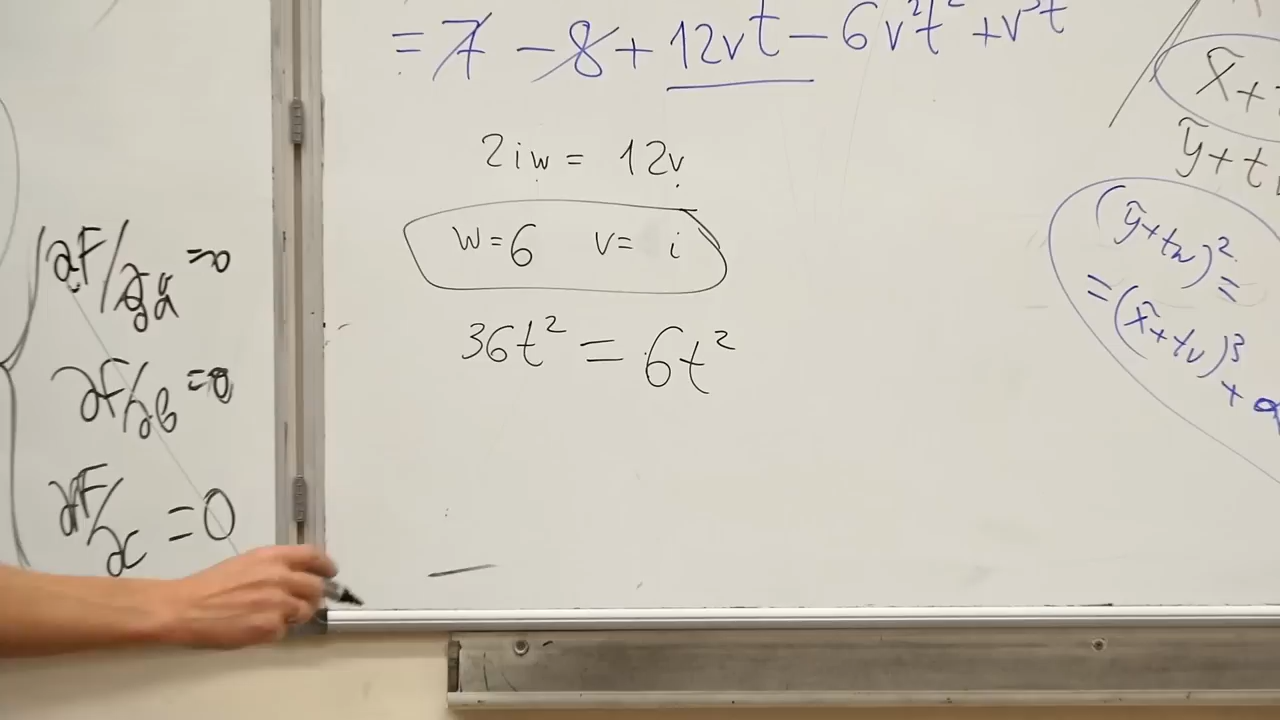 = 7 - 8 + 12vt - 6v²t² + v³t
2iw = 12v
w=6 v= i
36t² = 6t²
∂F/∂a =0
∂F/∂b =0
∂F/∂c =0
x̃+
ỹ+t
(ỹ+tw)² =
=(x̃+tv)³
+ a